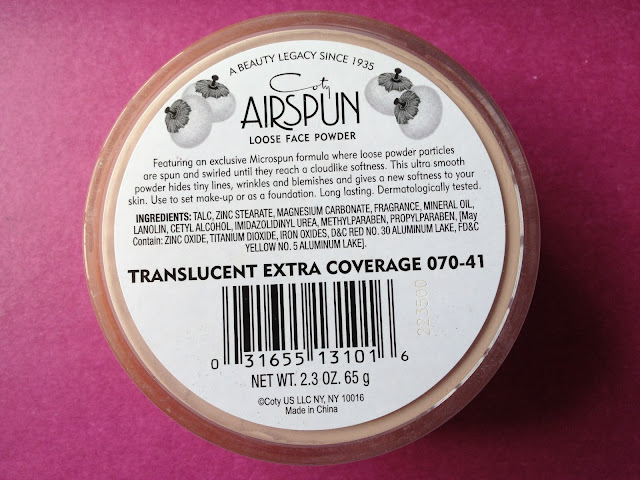 A BEAUTY LEGACY SINCE 1935
Coty
AIRSPUN
LOOSE FACE POWDER
Featuring an exclusive Microspun formula where loose powder particles
are spun and swirled until they reach a cloudlike softness. This ultra smooth
powder hides tiny lines, wrinkles and blemishes and gives a new softness to your
skin. Use to set make-up or as a foundation. Long lasting. Dermatologically tested.
INGREDIENTS: TALC, ZINC STEARATE, MAGNESIUM CARBONATE, FRAGRANCE, MINERAL OIL,
LANOLIN, CETYL ALCOHOL, IMIDAZOLIDINYL UREA, METHYLPARABEN, PROPYLPARABEN, [May
Contain: ZINC OXIDE, TITANIUM DIOXIDE, IRON OXIDES, D&C RED NO. 30 ALUMINUM LAKE, FD&C
YELLOW NO. 5 ALUMINUM LAKE].
TRANSLUCENT EXTRA COVERAGE 070-41
0 31655 13101 6
NET WT. 2.3 OZ. 65 g
©Coty US LLC NY, NY 10016
Made in China